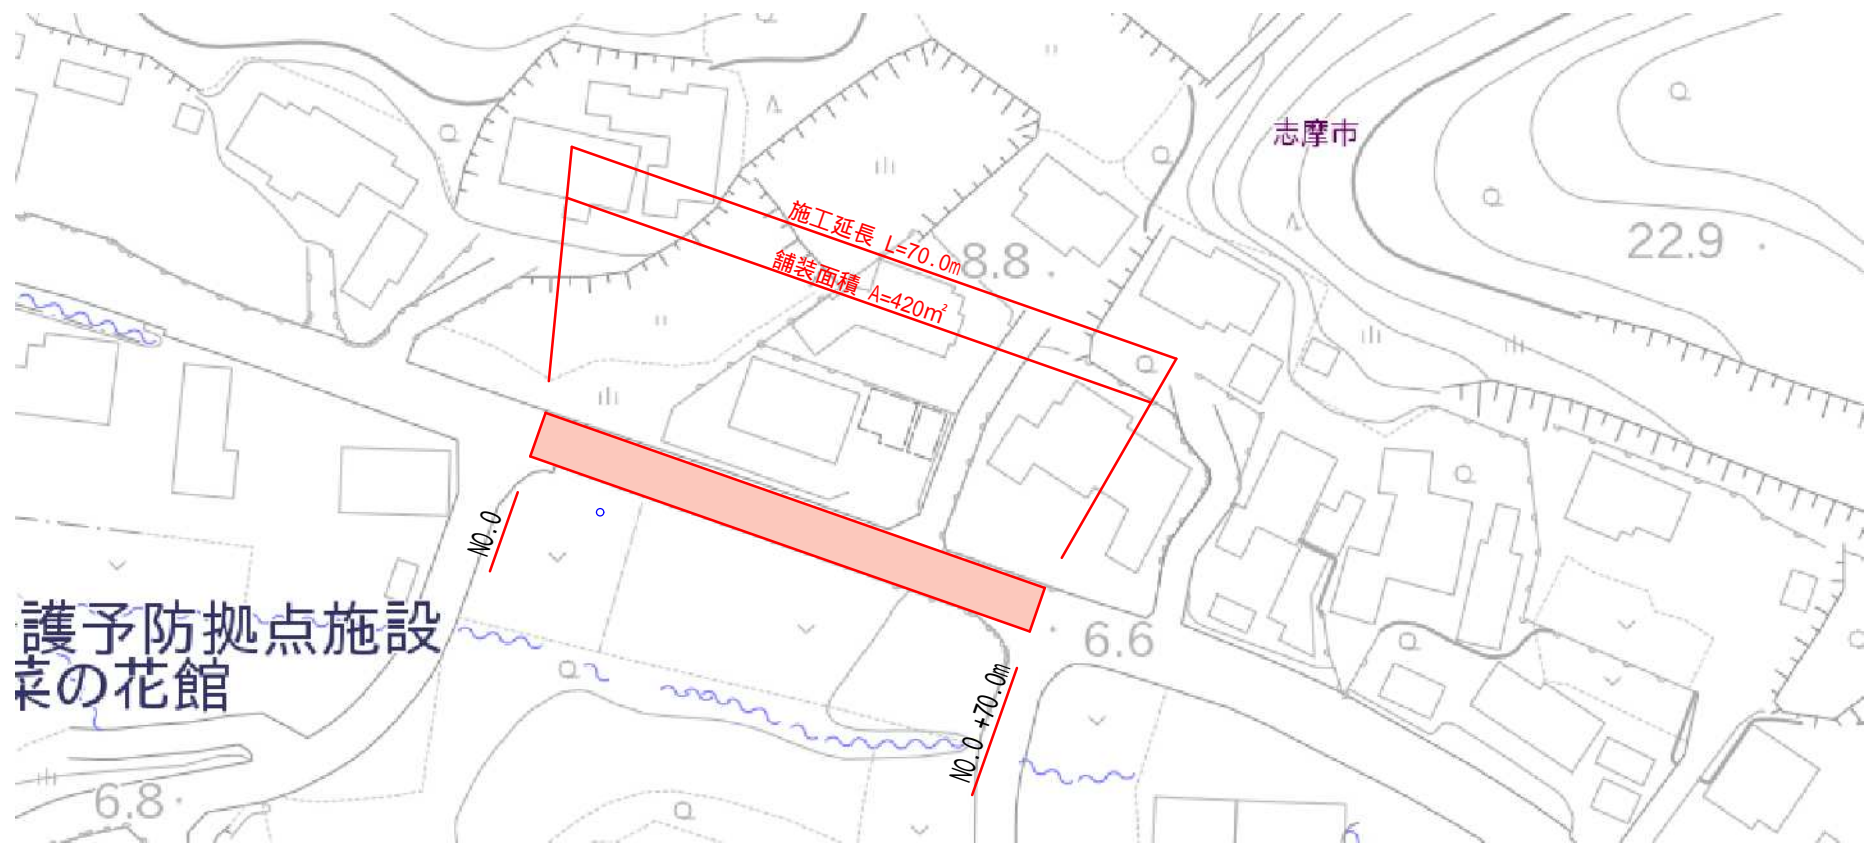 志摩市
22.9
施工延長 L=70.0m
8.8
舗装面積 A=420㎡
NO.0
護予防拠点施設
菜の花館
6.6
NO.0 +70.0m
6.8